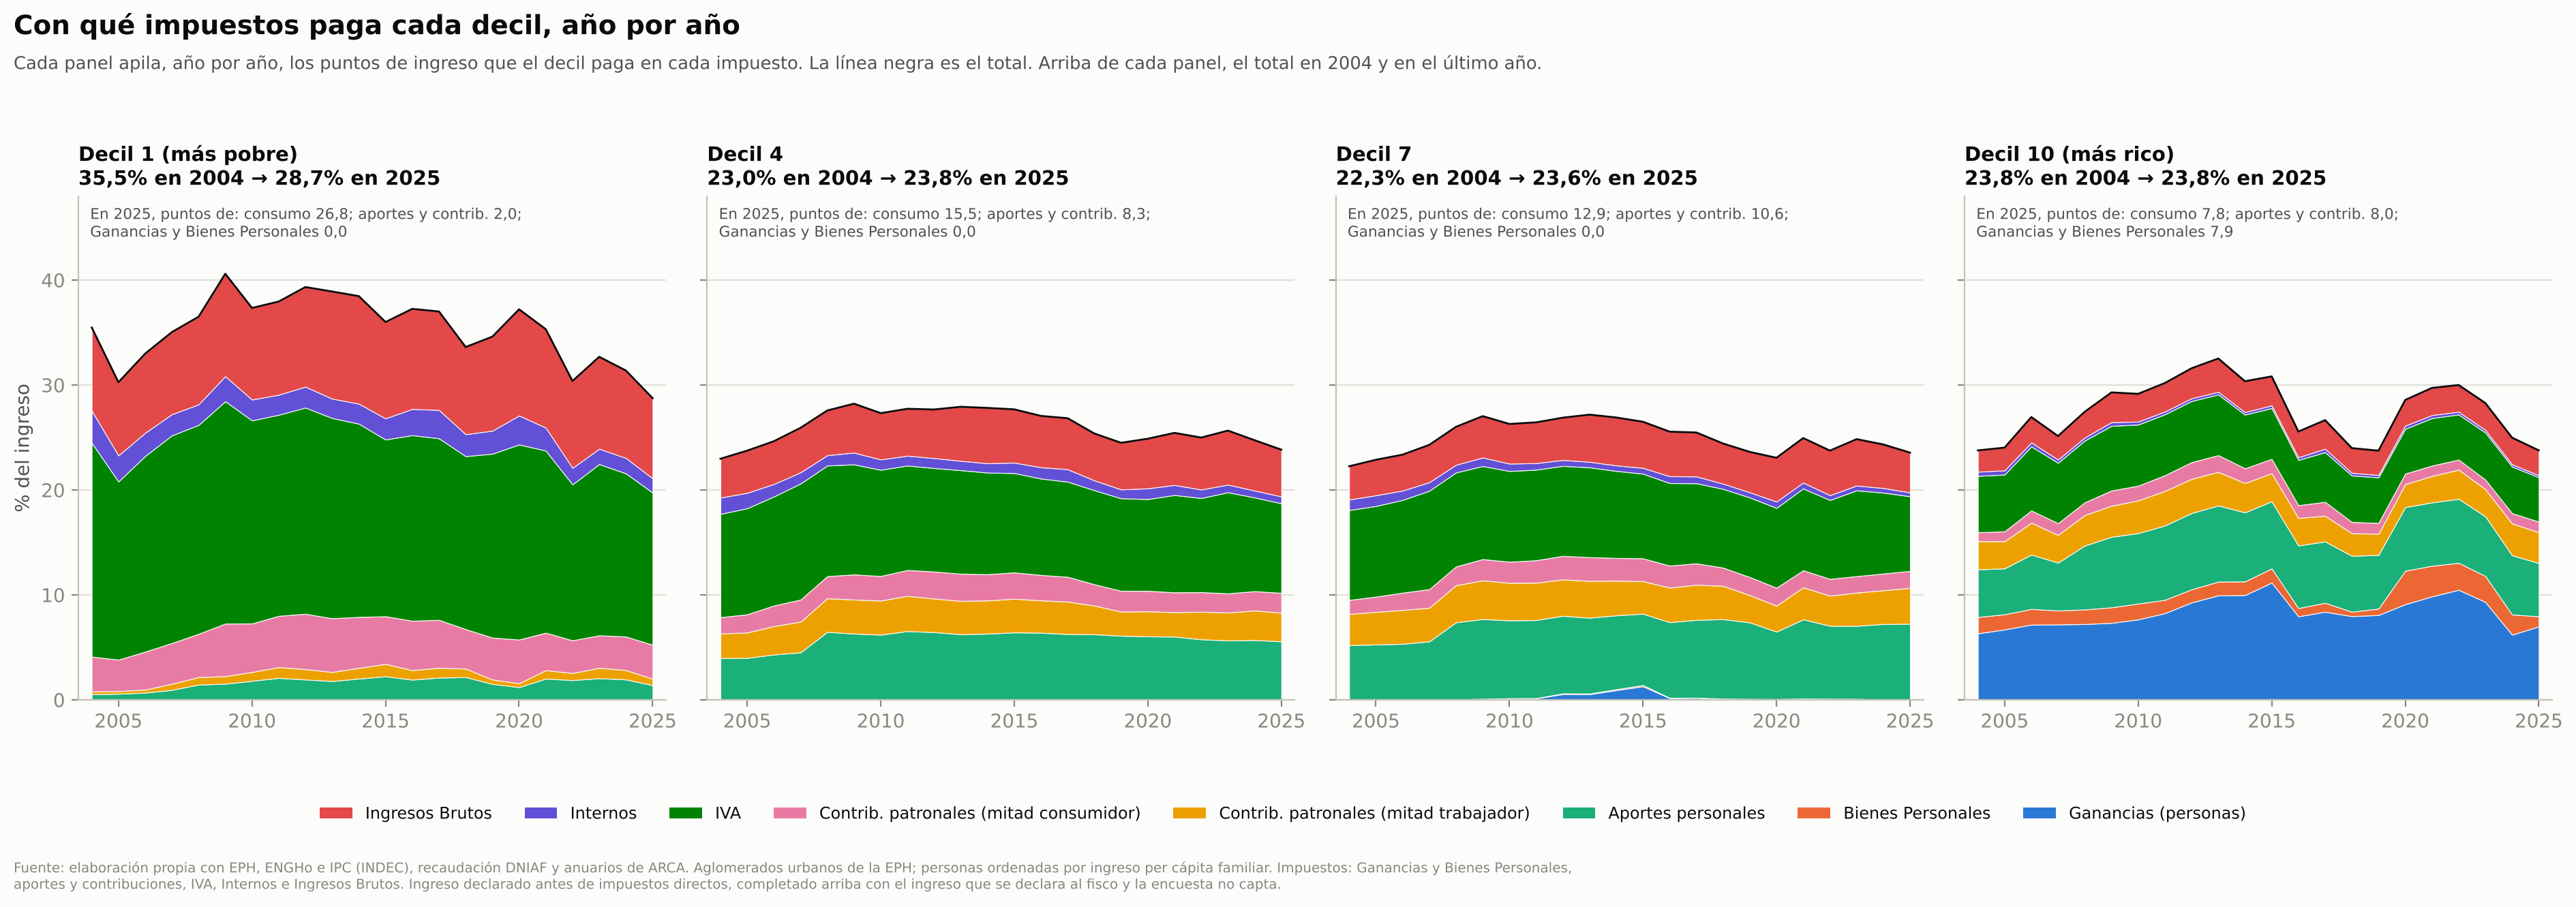 Con qué impuestos paga cada decil, año por año
Cada panel apila, año por año, los puntos de ingreso que el decil paga en cada impuesto. La línea negra es el total. Arriba de cada panel, el total en 2004 y en el último año.
Decil 1 (más pobre)
35,5% en 2004 → 28,7% en 2025
En 2025, puntos de: consumo 26,8; aportes y contrib. 2,0;
Ganancias y Bienes Personales 0,0
% del ingreso
40
30
20
10
0
2005 2010 2015 2020 2025
Decil 4
23,0% en 2004 → 23,8% en 2025
En 2025, puntos de: consumo 15,5; aportes y contrib. 8,3;
Ganancias y Bienes Personales 0,0
2005 2010 2015 2020 2025
Decil 7
22,3% en 2004 → 23,6% en 2025
En 2025, puntos de: consumo 12,9; aportes y contrib. 10,6;
Ganancias y Bienes Personales 0,0
2005 2010 2015 2020 2025
Decil 10 (más rico)
23,8% en 2004 → 23,8% en 2025
En 2025, puntos de: consumo 7,8; aportes y contrib. 8,0;
Ganancias y Bienes Personales 7,9
2005 2010 2015 2020 2025
Ingresos Brutos Internos IVA Contrib. patronales (mitad consumidor) Contrib. patronales (mitad trabajador) Aportes personales Bienes Personales Ganancias (personas)
Fuente: elaboración propia con EPH, ENGHo e IPC (INDEC), recaudación DNIAF y anuarios de ARCA. Aglomerados urbanos de la EPH; personas ordenadas por ingreso per cápita familiar. Impuestos: Ganancias y Bienes Personales,
aportes y contribuciones, IVA, Internos e Ingresos Brutos. Ingreso declarado antes de impuestos directos, completado arriba con el ingreso que se declara al fisco y la encuesta no capta.